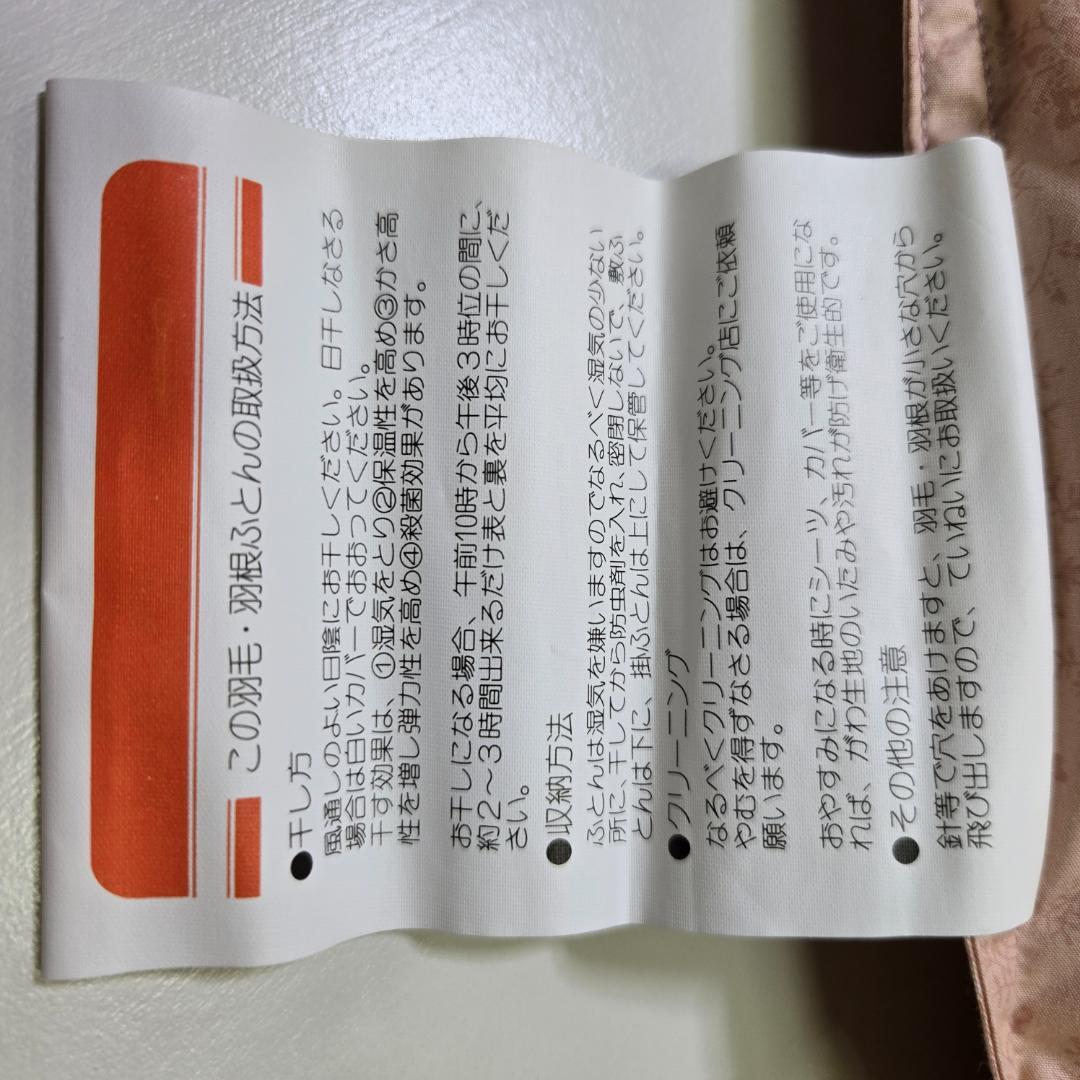 この羽毛・羽根ふとんの取扱方法
●干し方
風通しのよい日陰にお干しください。日干しなさる
場合は白いカバーでおおってください。
干す効果は、①湿気をとり②保温性を高め③かさ高
性を増し弾力性を高め④殺菌効果があります。
お干しになる場合、午前10時から午後3時位の間に、
約2～3時間出来るだけ表と裏を平均にお干しくだ
さい。
●収納方法
ふとんは湿気を嫌いますのでなるべく湿気の少ない
所に、干してから防虫剤を入れ、密閉しないで、敷ふ
とんは下に、掛ふとんは上にして保管してください。
●クリーニング
なるべくクリーニングはお避けください。
やむを得ずなさる場合は、クリーニング店にご依頼
願います。
おやすみになる時にシーツ、カバー等をご使用にな
れば、がわ生地のいたみや汚れが防げ衛生的です。
●その他の注意
針等で穴をあけますと、羽毛・羽根が小さな穴から
飛び出しますので、ていねいにお取扱いください。